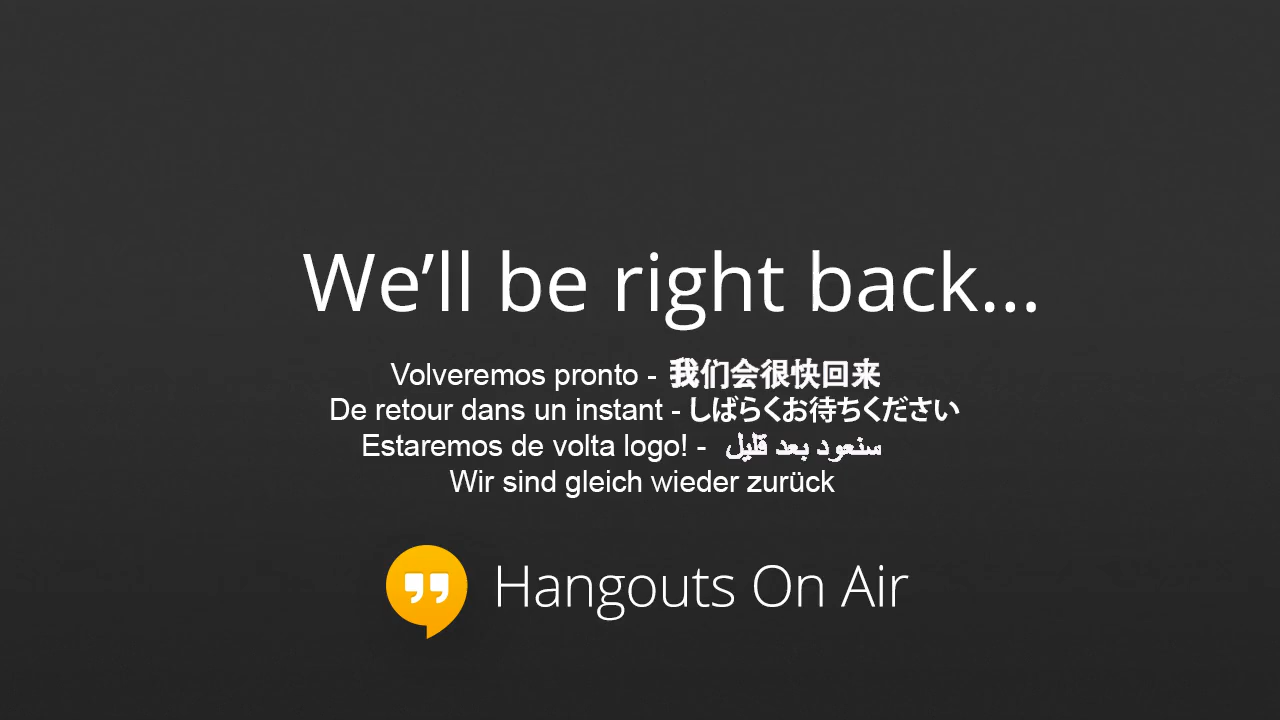 We’ll be right back...
Volveremos pronto - 我们会很快回来
De retour dans un instant - しばらくお待ちください
Estaremos de volta logo! - سنعود بعد قليل
Wir sind gleich wieder zurück
Hangouts On Air